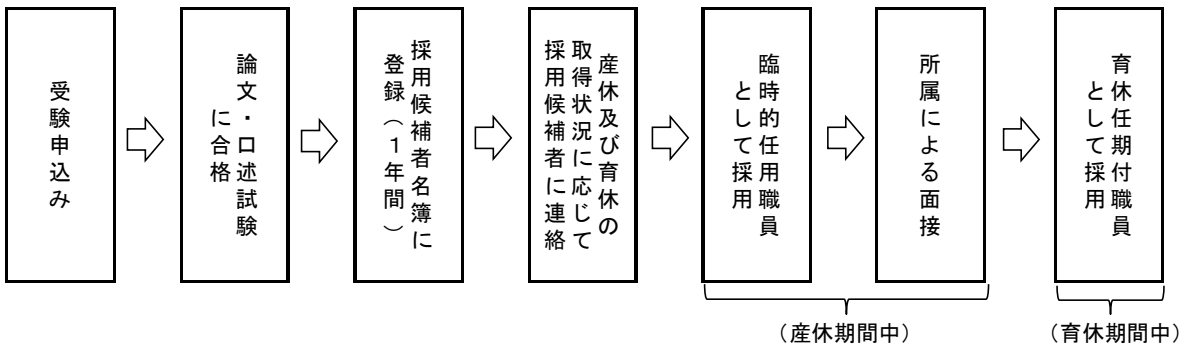 受験申込み
論文・口述試験
に合格
採用候補者名簿に
登録（１年間）
産休及び育休の
取得状況に応じて
採用候補者に連絡
臨時的任用職員
として採用
所属による面接
育休任期付職員
として採用
（産休期間中）
（育休期間中）